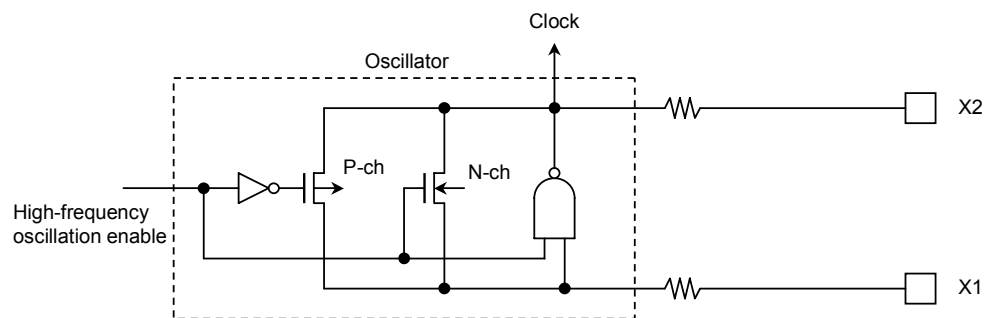 Clock
Oscillator
X2
P-ch
N-ch
High-frequency
oscillation enable
X1